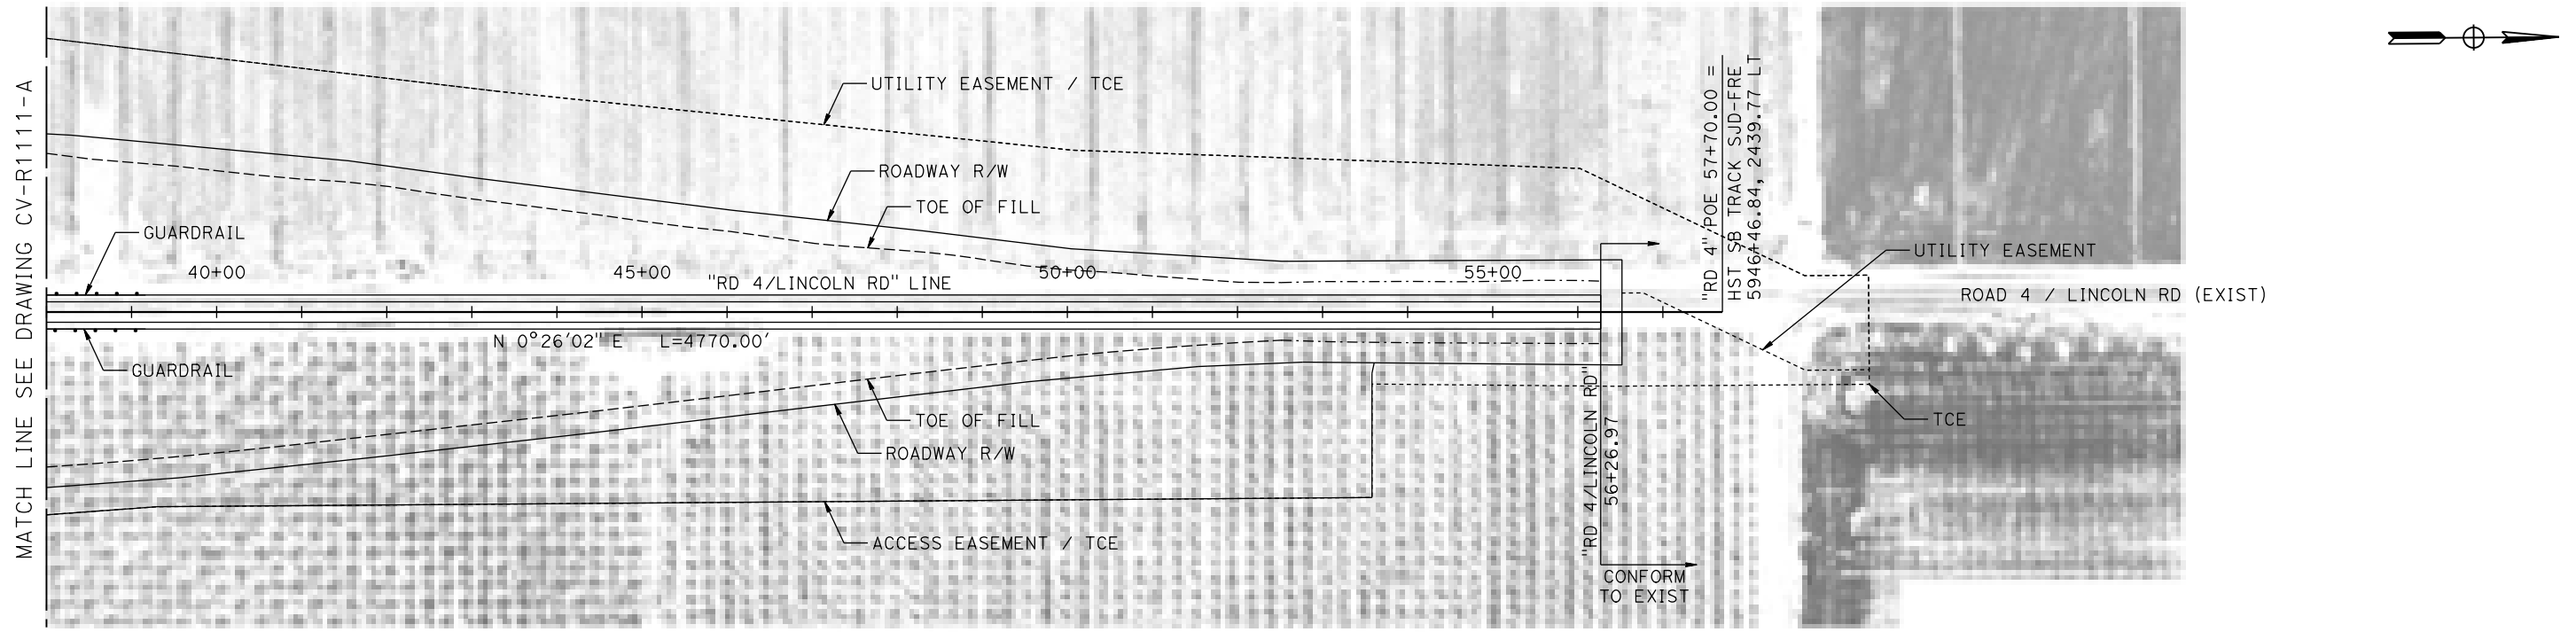 MATCH LINE SEE DRAWING CV-R1111-A
UTILITY EASEMENT / TCE
ROADWAY R/W
TOE OF FILL
GUARDRAIL
40+00
45+00
50+00
55+00
"RD 4/LINCOLN RD" LINE
N 0°26'02" E L=4770.00'
GUARDRAIL
TOE OF FILL
ROADWAY R/W
ACCESS EASEMENT / TCE
"RD 4/LINCOLN RD"
56+26.97
CONFORM
TO EXIST
"RD 4" POE 57+70.00 =
HST SB TRACK SJD-FRE
5946+46.84, 2439.77 LT
UTILITY EASEMENT
ROAD 4 / LINCOLN RD (EXIST)
TCE